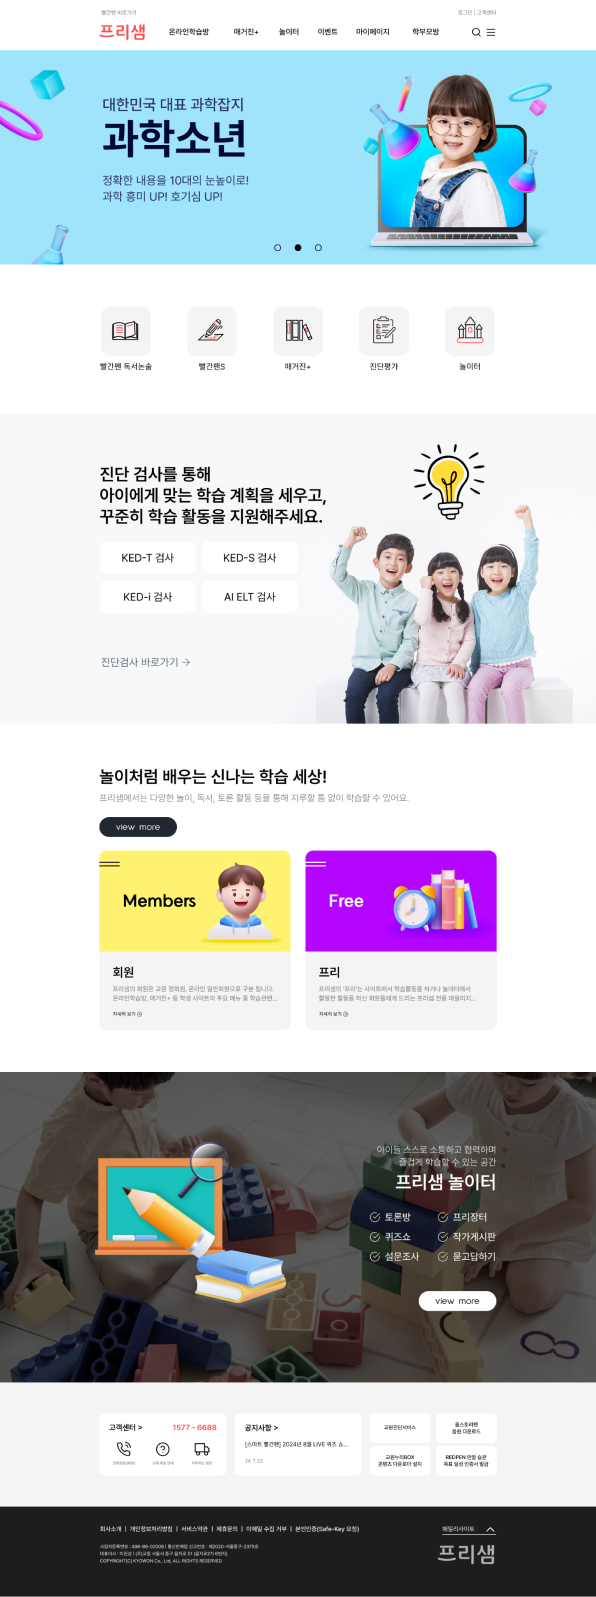 빨간펜 바로가기
로그인 | 고객센터
프리샘
온라인학습방 매거진+ 놀이터 이벤트 마이페이지 학부모방
대한민국 대표 과학잡지
과학소년
정확한 내용을 10대의 눈높이로!
과학 흥미 UP! 호기심 UP!
빨간펜 독서논술 빨간펜S 매거진+ 진단평가 놀이터
진단 검사를 통해
아이에게 맞는 학습 계획을 세우고,
꾸준히 학습 활동을 지원해주세요.
KED-T 검사 KED-S 검사
KED-i 검사 AI ELT 검사
진단검사 바로가기 →
놀이처럼 배우는 신나는 학습 세상!
프리샘에서는 다양한 놀이, 독서, 토론 활동 등을 통해 지루할 틈 없이 학습할 수 있어요.
view more
Members
회원
프리샘의 회원은 교원 정회원, 온라인 일반회원으로 구분 됩니다.
온라인학습방, 매거진+ 등 학생 사이트의 주요 메뉴 중 학습관련...
자세히 보기
Free
프리
프리샘의 '프리'는 사이트에서 학습활동을 하거나 놀이터에서
활발한 활동을 하신 회원들에게 드리는 프리샘 전용 마일리지...
자세히 보기
아이들 스스로 소통하고 협력하며
즐겁게 학습할 수 있는 공간
프리샘 놀이터
토론방 프리장터
퀴즈쇼 작가게시판
설문조사 묻고답하기
view more
고객센터 > 1577 - 6688
공지사항 >
[스마트 빨간펜] 2024년 8월 LIVE 퀴즈 쇼...
24. 7. 23
교원진단서비스
올스토리펜
음원 다운로드
교원누리BOX
콘텐츠 다운로더 설치
REDPEN 연합 습관
목표 달성 인증서 발급
회사소개 | 개인정보처리방침 | 서비스약관 | 제휴문의 | 이메일 수집 거부 | 본인인증(Safe-Key 요청)
패밀리사이트
COPYRIGHT(C) KYOWON Co., Ltd, ALL RIGHTS RESERVED
프리샘